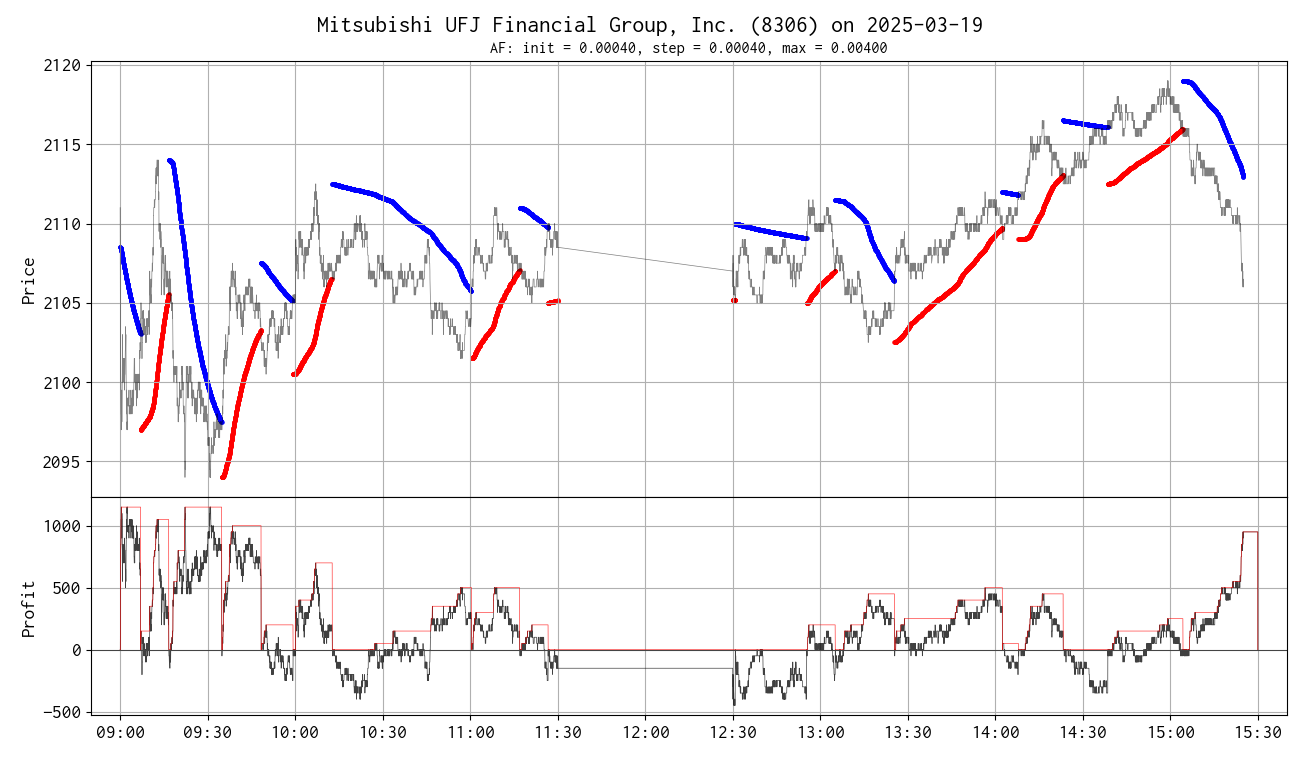 Mitsubishi UFJ Financial Group, Inc. (8306) on 2025-03-19
AF: init = 0.00040, step = 0.00040, max = 0.00400
Price
2120
2115
2110
2105
2100
2095
Profit
1000
500
0
−500
09:00 09:30 10:00 10:30 11:00 11:30 12:00 12:30 13:00 13:30 14:00 14:30 15:00 15:30